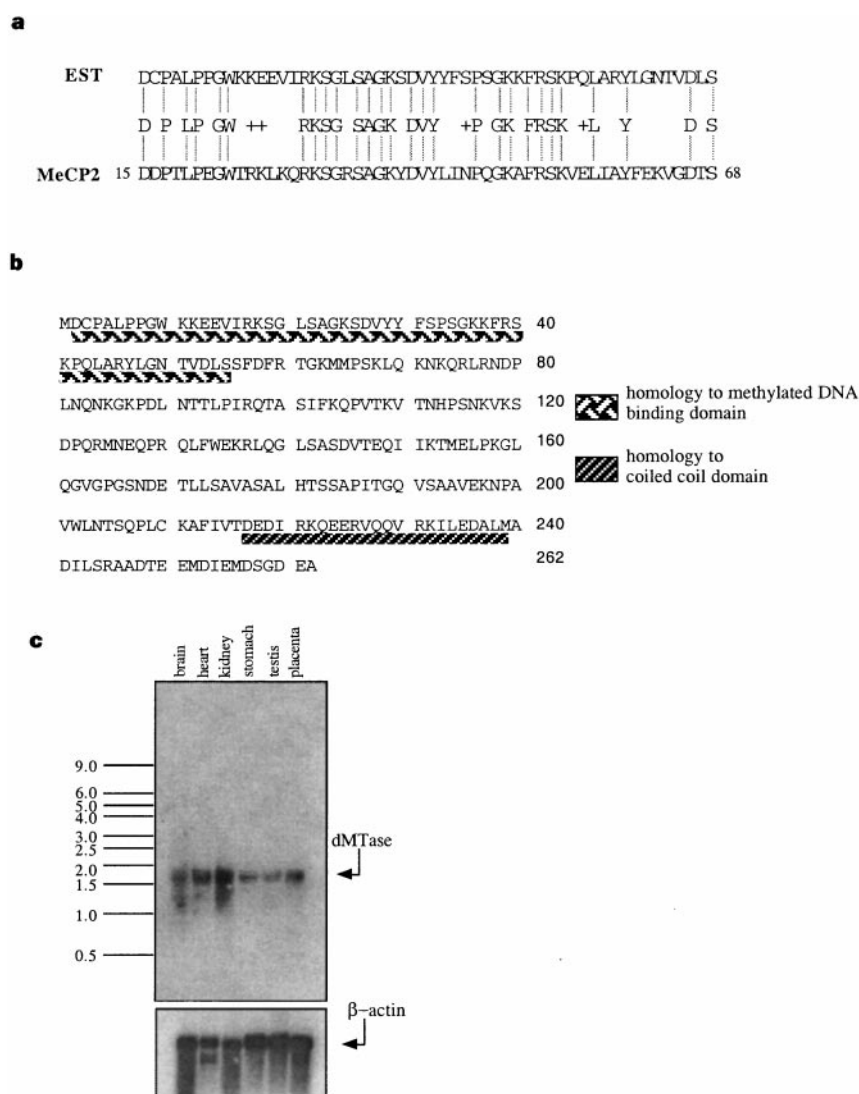 a
EST DCPALPPGWKKEEVIRKSGLSAGKSDVYYFSPSGKKFRSKPQLARYLGNTVDLS
D P LP GW ++ RKSG SAGK DVY +P GK FRSK +L Y D S
MeCP2 15 DDPTLPEGWTRKLKQRKSGRSAGKYDVYLINPQGKAFRSKVELIAYFEKVGDTS 68
b
MDCPALPPGW KKEEVIRKSG LSAGKSDVYY FSPSGKKFRS 40
KPQLARYLGN TVDLSSFDFR TGKMMPSKLQ KNKQRLRNDP 80
LNQNKGKPDL NTTLPIRQTA SIFKQPVTKV TNHPSNKVKS 120
DPQRMNEQPR QLFWEKRLQG LSASDVTEQI IKTMELPKGL 160
QGVGPGSNDE TLLSAVASAL HTSSAPITGQ VSAAVEKNPA 200
VWLNTSQPLC KAFIVTDEDI RKQEERVQQV RKILEDALMA 240
DILSRAADTE EMDIEMDSGD EA 262
homology to methylated DNA
binding domain
homology to
coiled coil domain
c
brain heart kidney stomach testis placenta
9.0
6.0
5.0
4.0
3.0
2.5
2.0
1.5
1.0
0.5
dMTase
β-actin